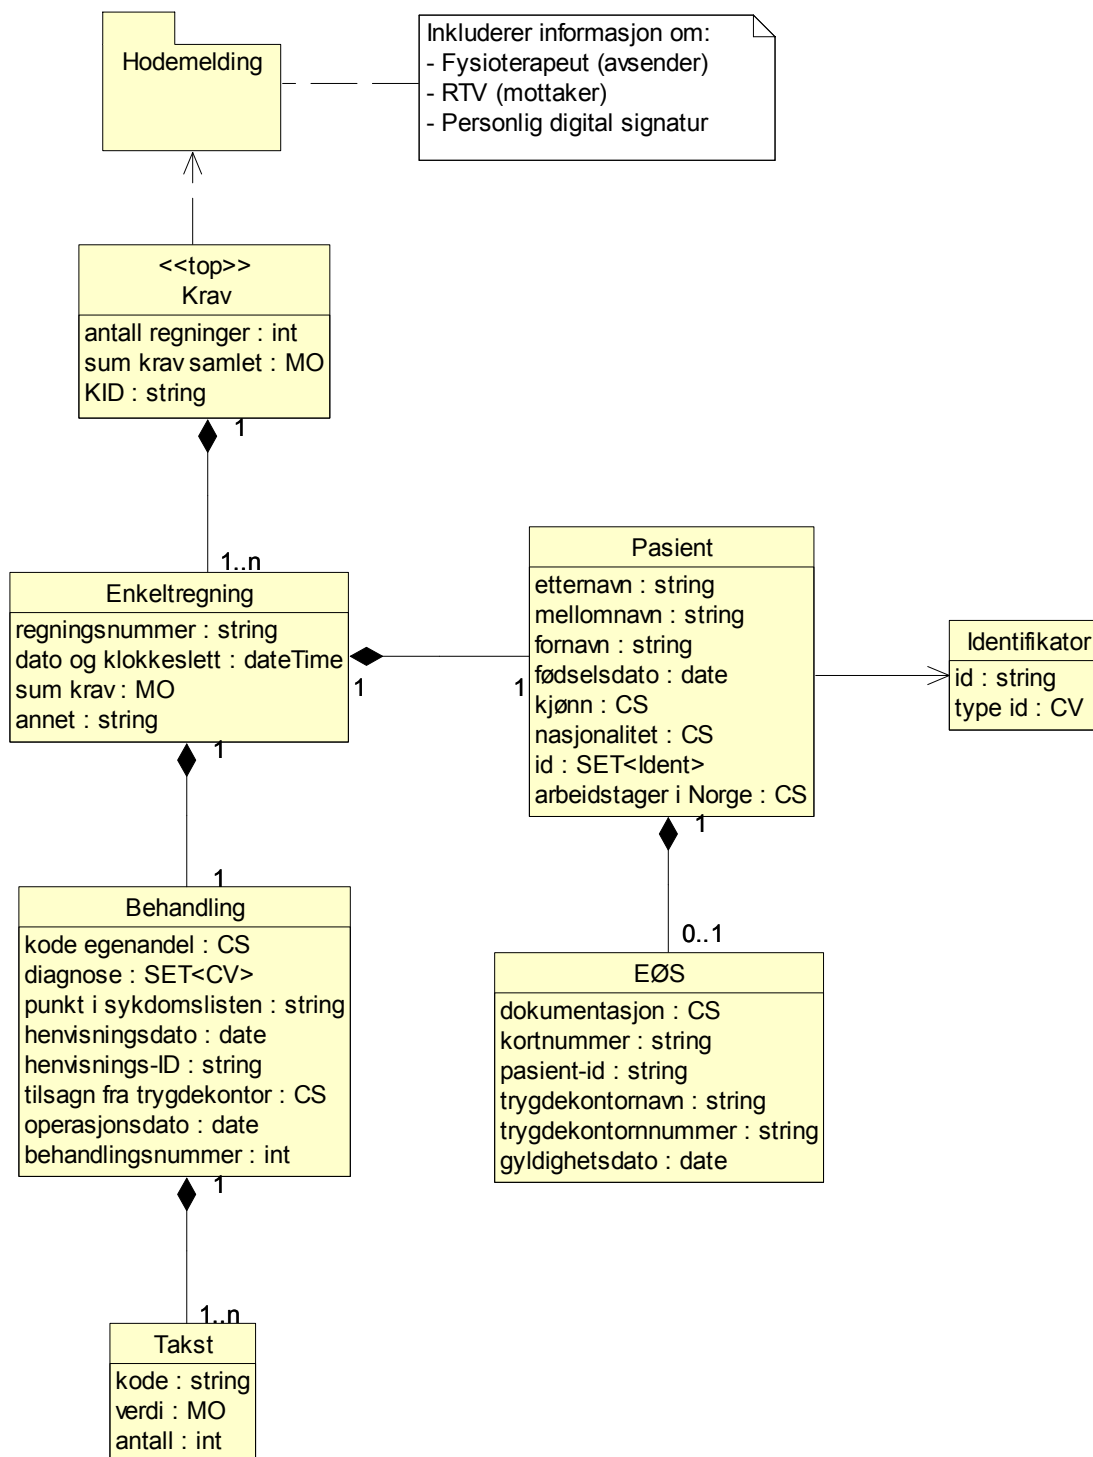 Hodemelding
Inkluderer informasjon om:
- Fysioterapeut (avsender)
- RTV (mottaker)
- Personlig digital signatur
<<top>>
Krav
antall regninger : int
sum krav samlet : MO
KID : string
1
1..n
Enkeltregning
regningsnummer : string
dato og klokkeslett : dateTime
sum krav : MO
annet : string
1
1
Pasient
etternavn : string
mellomnavn : string
fornavn : string
fødselsdato : date
kjønn : CS
nasjonalitet : CS
id : SET<Ident>
arbeidstager i Norge : CS
Identifikator
id : string
type id : CV
1
1
Behandling
kode egenandel : CS
diagnose : SET<CV>
punkt i sykdomslisten : string
henvisningsdato : date
henvisnings-ID : string
tilsagn fra trygdekontor : CS
operasjonsdato : date
behandlingsnummer : int
1
0..1
EØS
dokumentasjon : CS
kortnummer : string
pasient-id : string
trygdekontornavn : string
trygdekontornnummer : string
gyldighetsdato : date
1
1..n
Takst
kode : string
verdi : MO
antall : int